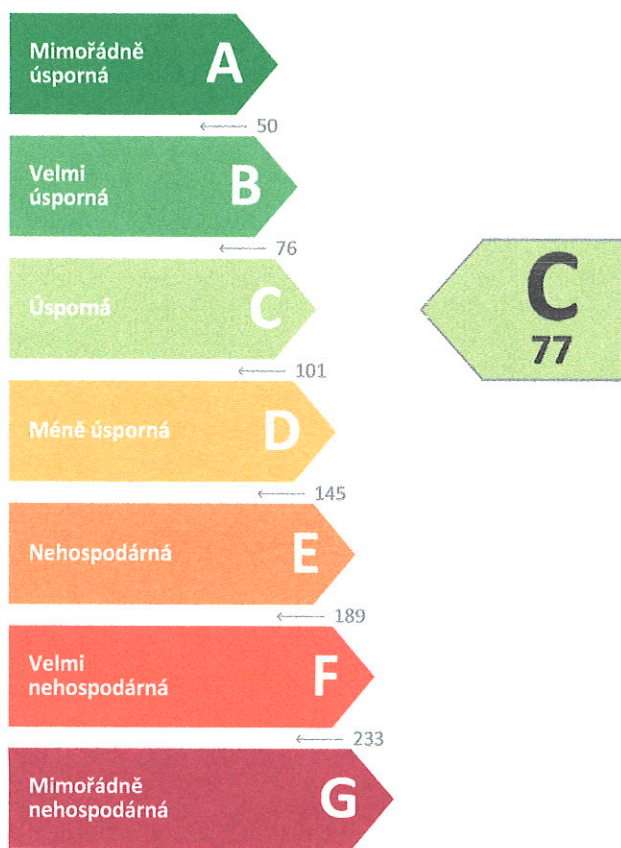 Mimořádně
úsporná
A
50
Velmi
úsporná
B
76
Úsporná
C
101
C
77
Méně úsporná
D
145
Nehospodárná
E
189
Velmi
nehospodárná
F
233
Mimořádně
nehospodárná
G